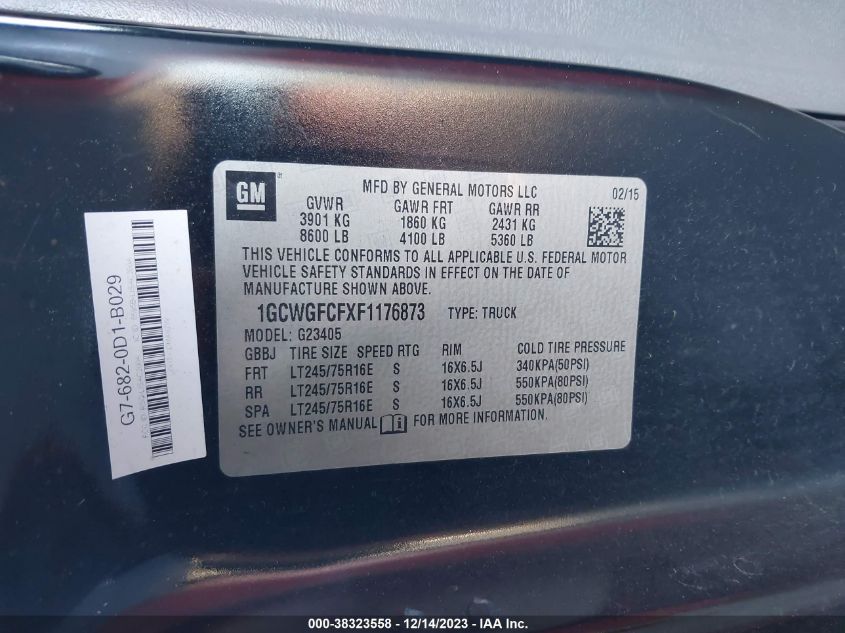 GM
MFD BY GENERAL MOTORS LLC 02/15
GVWR GAWR FRT GAWR RR
3901 KG 1860 KG 2431 KG
8600 LB 4100 LB 5360 LB
THIS VEHICLE CONFORMS TO ALL APPLICABLE U.S. FEDERAL MOTOR
VEHICLE SAFETY STANDARDS IN EFFECT ON THE DATE OF
MANUFACTURE SHOWN ABOVE.
1GCWGFCFXF1176873 TYPE: TRUCK
MODEL: G23405
GBBJ TIRE SIZE SPEED RTG RIM COLD TIRE PRESSURE
FRT LT245/75R16E S 16X6.5J 340KPA(50PSI)
RR LT245/75R16E S 16X6.5J 550KPA(80PSI)
SPA LT245/75R16E S 16X6.5J 550KPA(80PSI)
SEE OWNER'S MANUAL FOR MORE INFORMATION.
G7-682-0D1-B029
000-38323558 - 12/14/2023 - IAA Inc.